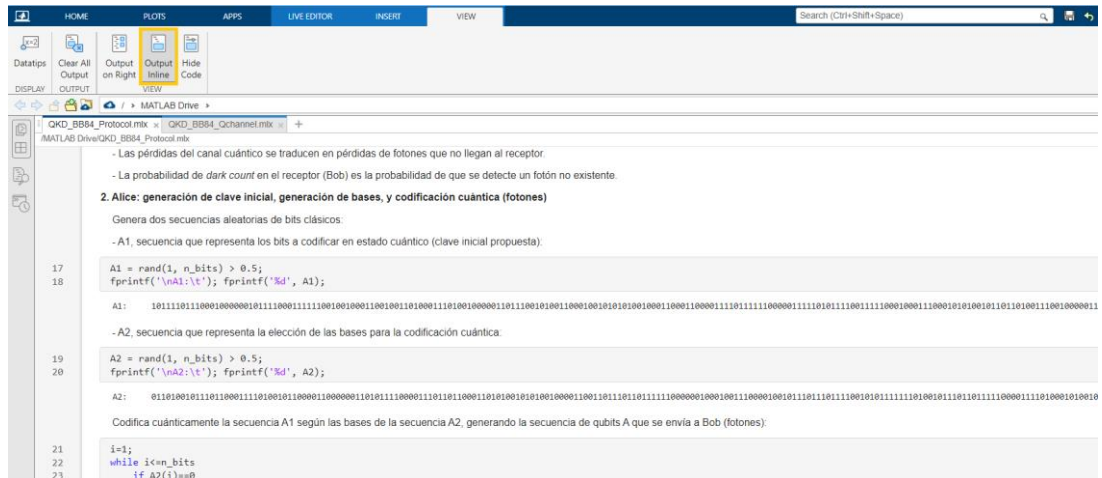 HOME PLOTS APPS LIVE EDITOR INSERT VIEW Search (Ctrl+Shift+Space)
Datatips Clear All Output Output on Right Output Inline Hide Code
DISPLAY OUTPUT VIEW
/ MATLAB Drive
QKD_BB84_Protocol.mlx × QKD_BB84_Qchannel.mlx × +
/MATLAB Drive/QKD_BB84_Protocol.mlx
- Las pérdidas del canal cuántico se traducen en pérdidas de fotones que no llegan al receptor.
- La probabilidad de dark count en el receptor (Bob) es la probabilidad de que se detecte un fotón no existente.
2. Alice: generación de clave inicial, generación de bases, y codificación cuántica (fotones)
Genera dos secuencias aleatorias de bits clásicos:
- A1, secuencia que representa los bits a codificar en estado cuántico (clave inicial propuesta):
17 A1 = rand(1, n_bits) > 0.5;
18 fprintf('\nA1:\t'); fprintf('%d', A1);
A1:
- A2, secuencia que representa la elección de las bases para la codificación cuántica:
19 A2 = rand(1, n_bits) > 0.5;
20 fprintf('\nA2:\t'); fprintf('%d', A2);
A2:
Codifica cuánticamente la secuencia A1 según las bases de la secuencia A2, generando la secuencia de qubits A que se envía a Bob (fotones):
21 i=1;
22 while i<=n_bits
23 if A2(i)==0